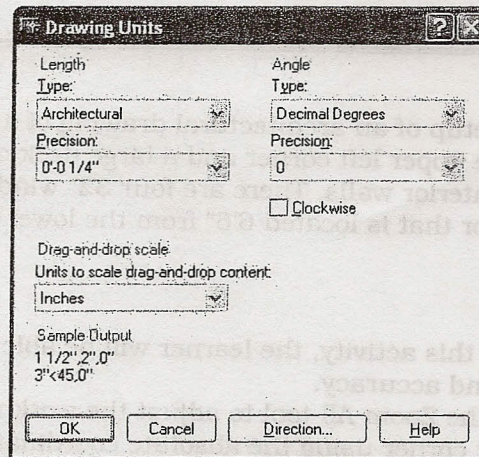 Drawing Units
Length
Type:
Architectural
Precision:
0'-0 1/4"
Angle
Type:
Decimal Degrees
Precision:
0
Clockwise
Drag-and-drop scale
Units to scale drag-and-drop content:
Inches
Sample Output
1 1/2",2",0"
3"<45,0"
OK
Cancel
Direction...
Help